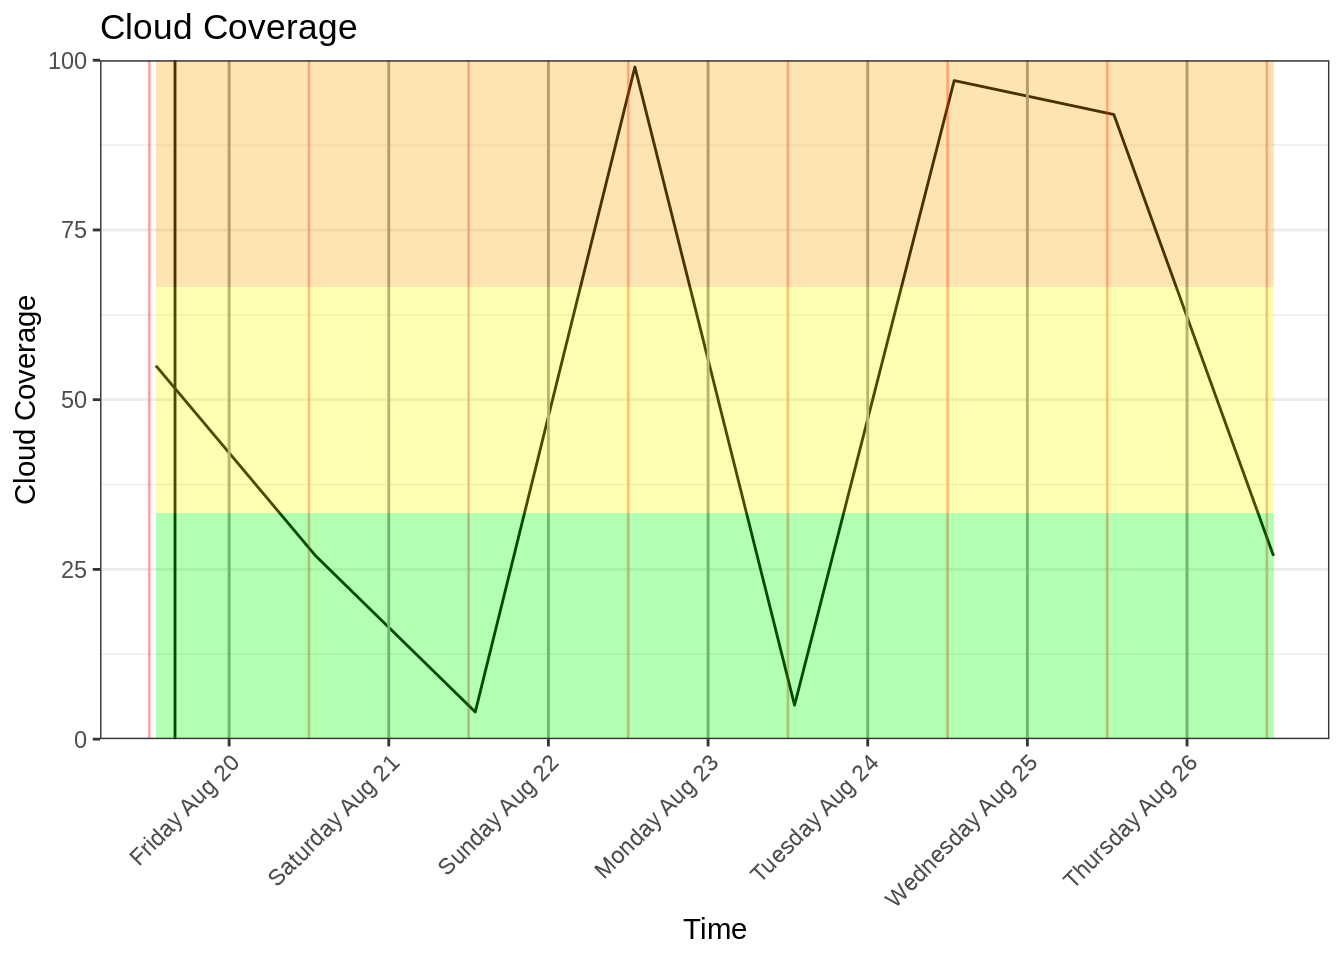 Cloud Coverage
100
75
50
25
0
Cloud Coverage
Friday Aug 20
Saturday Aug 21
Sunday Aug 22
Monday Aug 23
Tuesday Aug 24
Wednesday Aug 25
Thursday Aug 26
Time